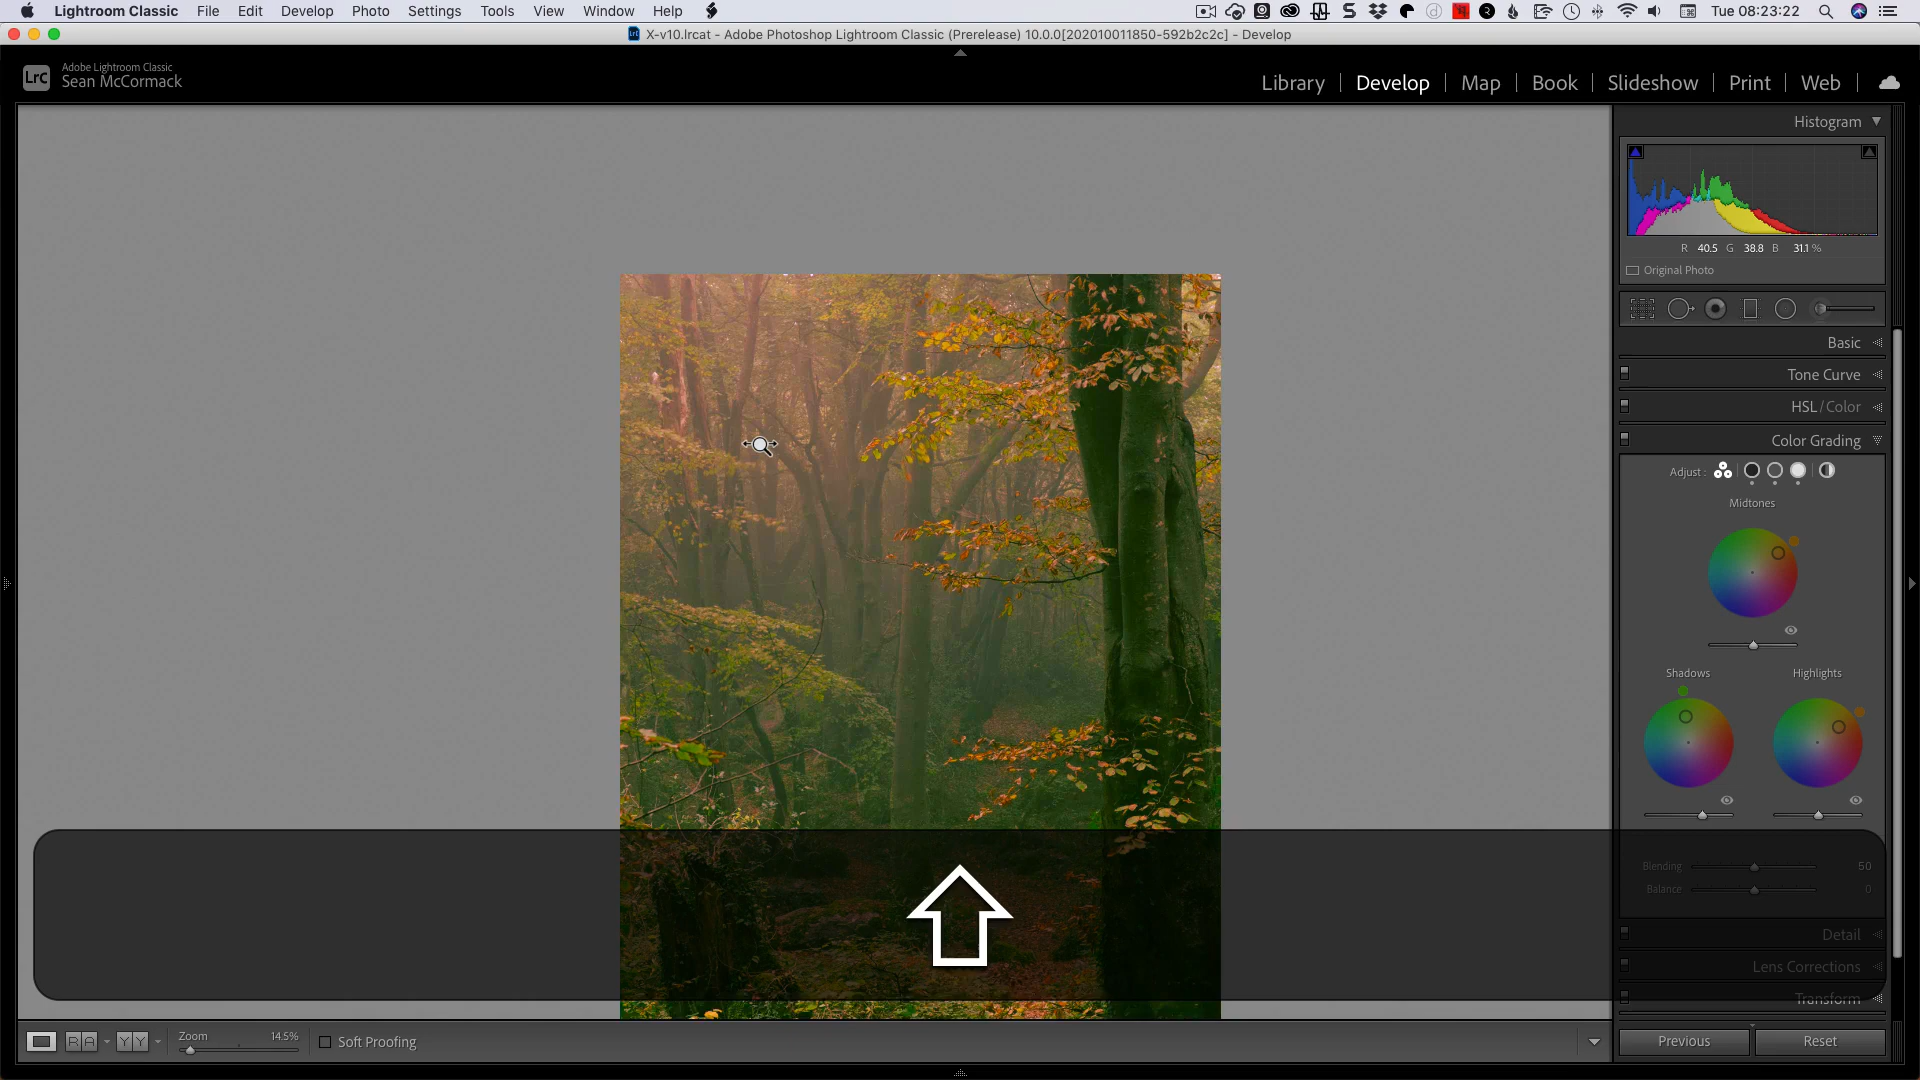 Lightroom Classic File Edit Develop Photo Settings Tools View Window Help Tue 08:23:22
X-v10.lrcat - Adobe Photoshop Lightroom Classic (Prerelease) 10.0.0[202010011850-592b2c2c] - Develop
Lrc Adobe Lightroom Classic
Sean McCormack
Library | Develop | Map | Book | Slideshow | Print | Web
Histogram
R 40.5 G 38.8 B 31.1 %
Original Photo
Basic
Tone Curve
HSL / Color
Color Grading
Adjust :
Midtones
Shadows Highlights
Blending 50
Balance 0
Detail
Lens Corrections
Transform
R A Y Y Zoom 14.5% Soft Proofing
Previous Reset